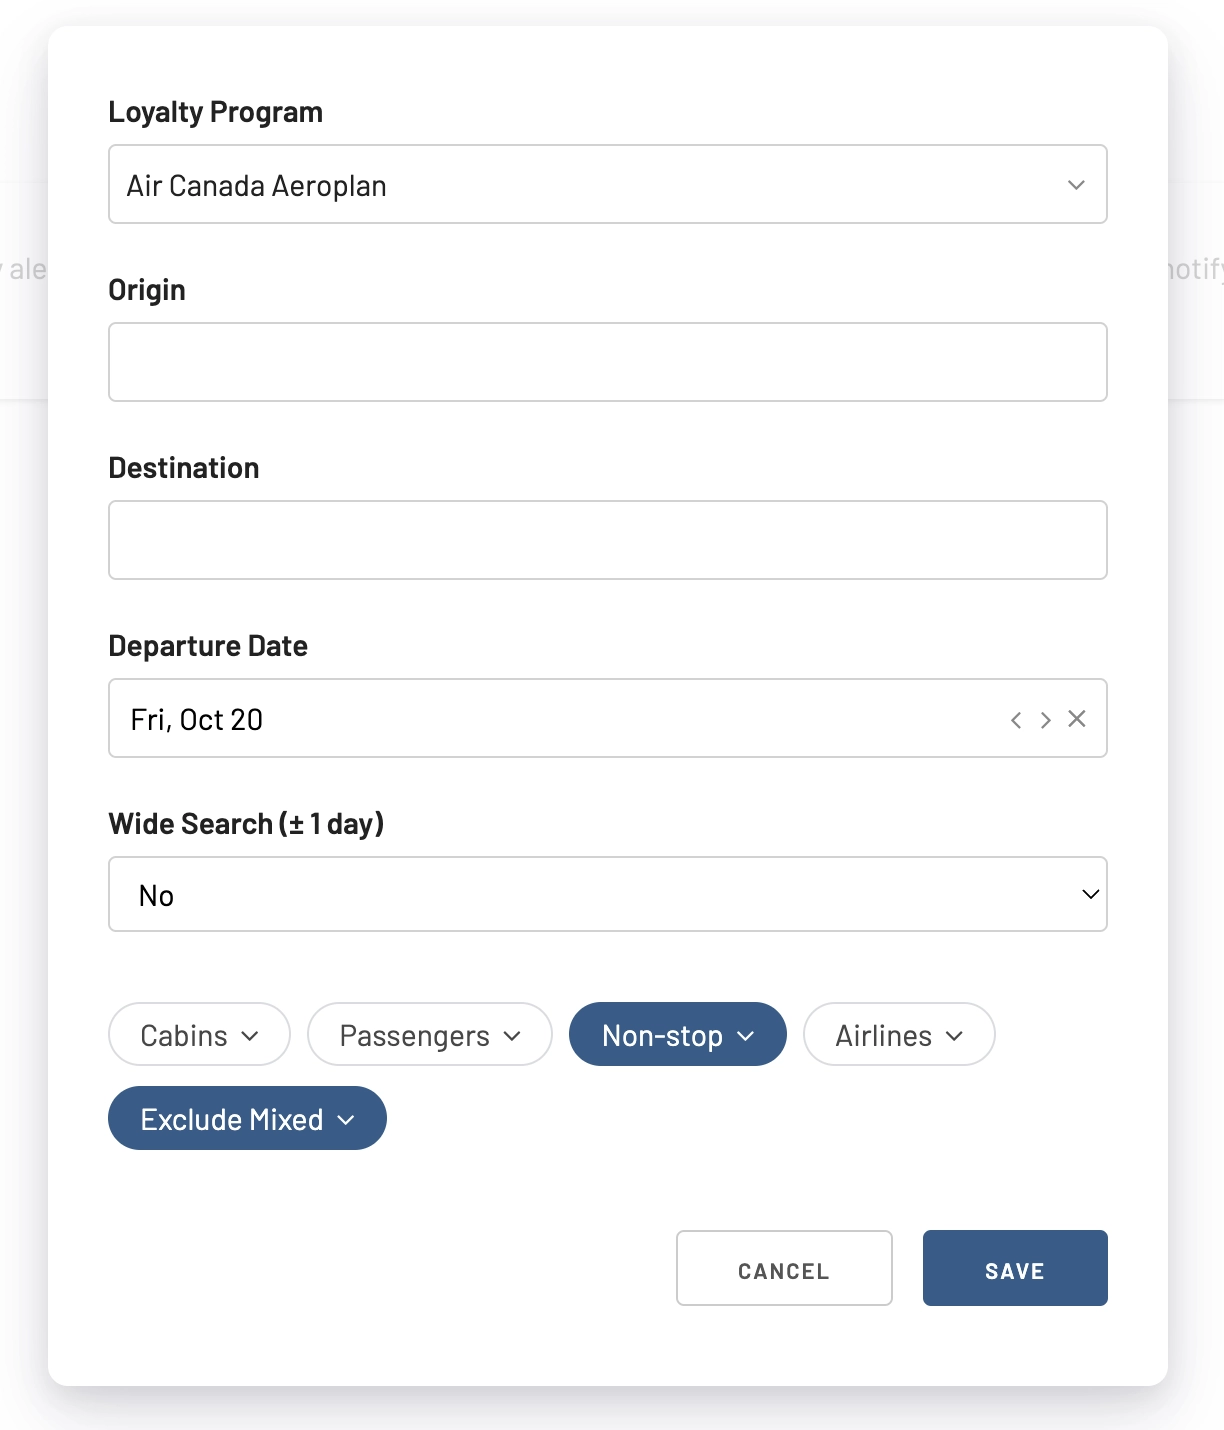 Loyalty Program
Air Canada Aeroplan
ale
notify
Origin
Destination
Departure Date
Fri, Oct 20
Wide Search (± 1 day)
No
Cabins
Passengers
Non-stop
Airlines
Exclude Mixed
CANCEL
SAVE